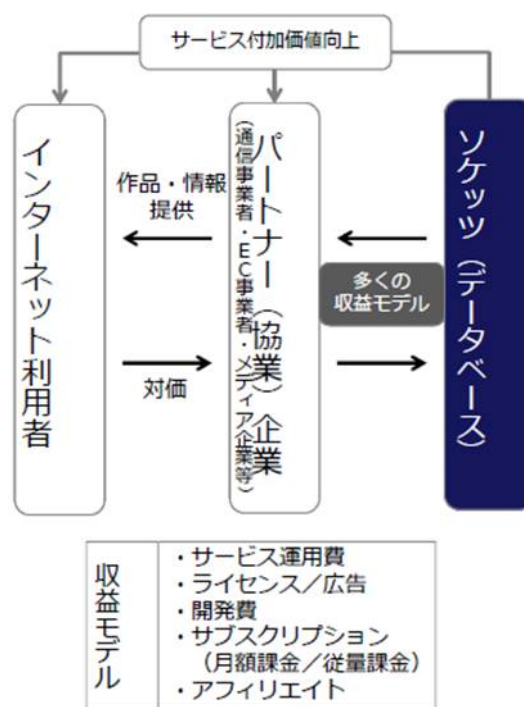 サービス付加価値向上
インターネット利用者
作品・情報
提供
対価
パートナー(協業)企業
(通信事業者・EC事業者・メディア企業等)
多くの
収益モデル
ソケッツ(データベース)
収益モデル
・サービス運用費
・ライセンス/広告
・開発費
・サブスクリプション
(月額課金/従量課金)
・アフィリエイト